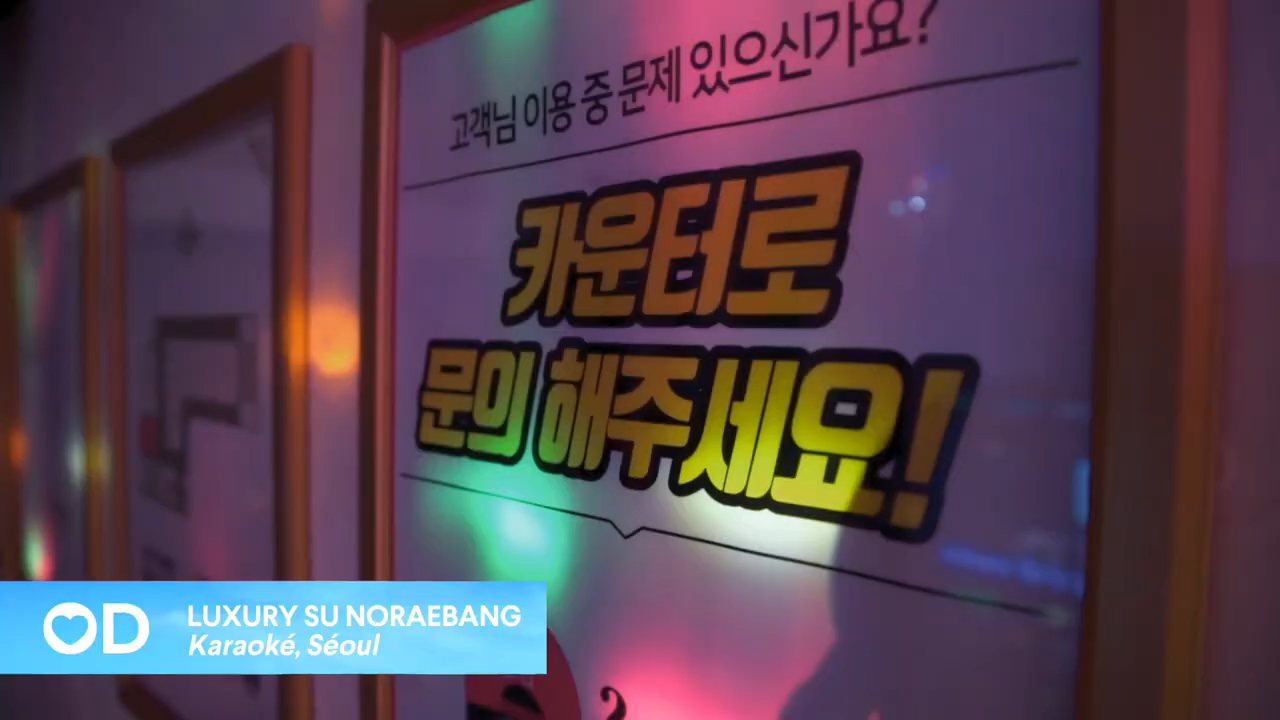 고객님 이용 중 문제 있으신가요?
카운터로
문의 해주세요!
OD
LUXURY SU NORAEBANG
Karaoké, Séoul